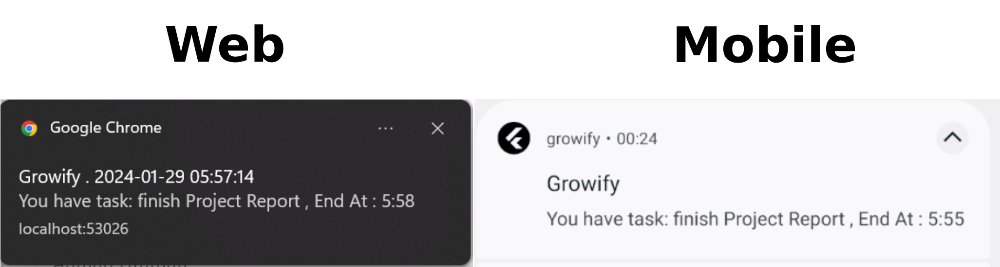 Web
Mobile
Google Chrome
Growify . 2024-01-29 05:57:14
You have task: finish Project Report , End At : 5:58
localhost:53026
growify • 00:24
Growify
You have task: finish Project Report , End At : 5:55